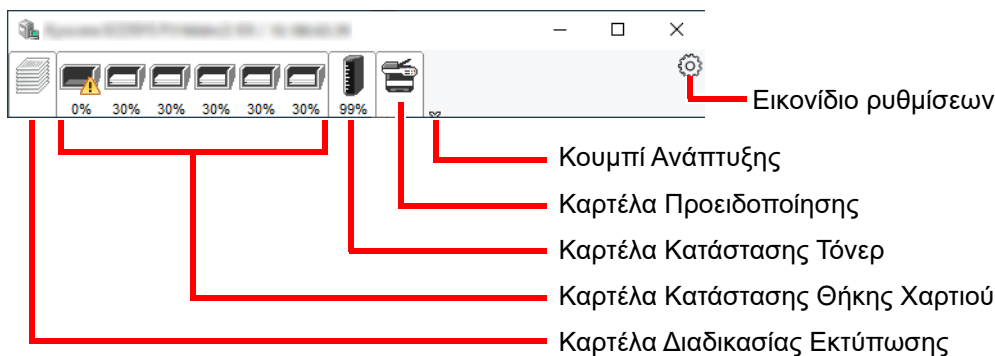 0% 30% 30% 30% 30% 30% 99%
Εικονίδιο ρυθμίσεων
Κουμπί Ανάπτυξης
Καρτέλα Προειδοποίησης
Καρτέλα Κατάστασης Τόνερ
Καρτέλα Κατάστασης Θήκης Χαρτιού
Καρτέλα Διαδικασίας Εκτύπωσης